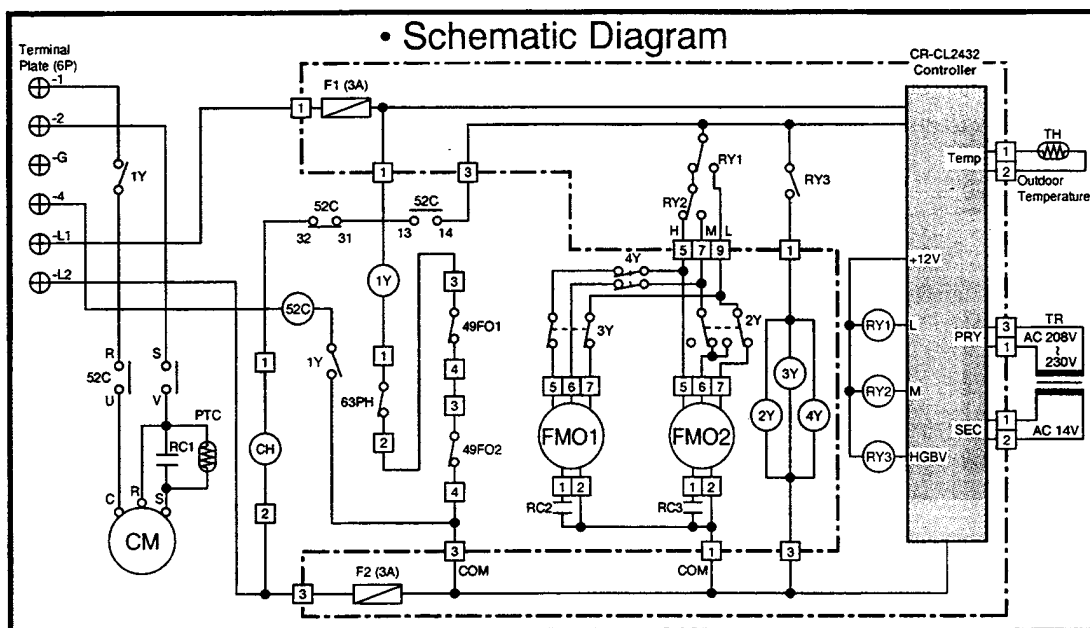 • Schematic Diagram
Terminal
Plate (6P)
-1
-2
-G
-4
-L1
-L2
CR-CL2432
Controller
F1 (3A)
1
1
3
1Y
52C
32 31
52C
13 14
1Y
52C
1Y
R S
52C
U V
PTC
RC1
C R S
CM
1
CH
2
1
63PH
2
3
49FO1
4
3
49FO2
4
3
COM
3
F2 (3A)
RY1
RY2
RY3
H M L
5 7 9
1
4Y
3Y
2Y
5 6 7
5 6 7
FMO1
FMO2
1 2
1 2
RC2
RC3
3Y
2Y
4Y
1
COM
3
+12V
RY1 L
RY2 M
RY3 HGBV
Temp
1
2
TH
Outdoor
Temperature
PRY
3
1
TR
AC 208V
~
230V
SEC
1
2
AC 14V